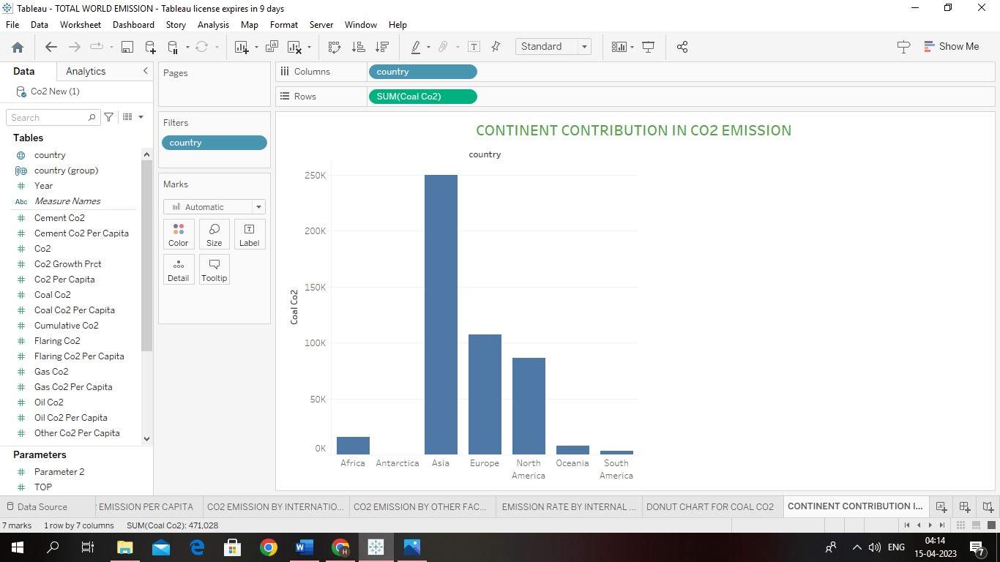 Tableau - TOTAL WORLD EMISSION - Tableau license expires in 9 days
File Data Worksheet Dashboard Story Analysis Map Format Server Window Help
Standard
Show Me
Data
Analytics
Co2 New (1)
Search
Tables
country
country (group)
# Year
Abc Measure Names
# Cement Co2
# Cement Co2 Per Capita
# Co2
# Co2 Growth Prct
# Co2 Per Capita
# Coal Co2
# Coal Co2 Per Capita
# Cumulative Co2
# Flaring Co2
# Flaring Co2 Per Capita
# Gas Co2
# Gas Co2 Per Capita
# Oil Co2
# Oil Co2 Per Capita
# Other Co2 Per Capita
Parameters
# Parameter 2
# TOP
Pages
Filters
country
Marks
Automatic
Color
Size
Label
Detail
Tooltip
Columns
country
Rows
SUM(Coal Co2)
CONTINENT CONTRIBUTION IN CO2 EMISSION
country
Coal Co2
250K
200K
150K
100K
50K
0K
Africa
Antarctica
Asia
Europe
North
America
Oceania
South
America
Data Source
EMISSION PER CAPITA
CO2 EMISSION BY INTERNATIO...
CO2 EMISSION BY OTHER FAC...
EMISSION RATE BY INTERNAL ...
DONUT CHART FOR COAL CO2
CONTINENT CONTRIBUTION I...
7 marks
1 row by 7 columns
SUM(Coal Co2): 471,028
ENG
04:14
15-04-2023
7